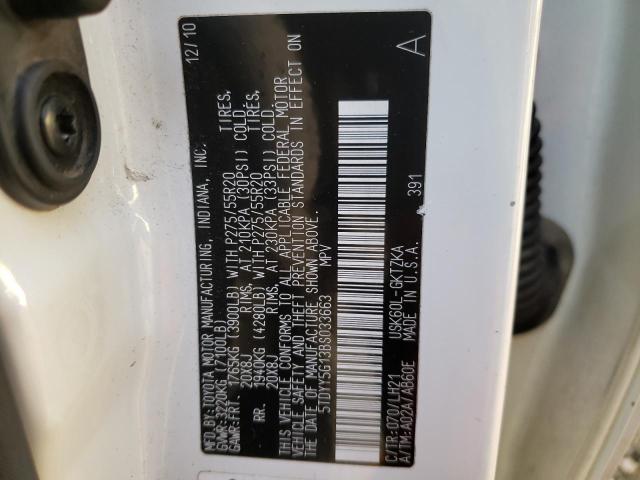 MFD.BY:TOYOTA MOTOR MANUFACTURING, INDIANA, INC. 12/10
GVWR:3220KG(7100LB)
GAWR:FRT. 1765KG (3900LB) WITH P275/55R20 TIRES,
20X8J RIMS, AT 210KPA (30PSI) COLD.
RR. 1940KG (4280LB) WITH P275/55R20 TIRES,
20X8J RIMS, AT 230KPA (33PSI) COLD.
THIS VEHICLE CONFORMS TO ALL APPLICABLE FEDERAL MOTOR
VEHICLE SAFETY AND THEFT PREVENTION STANDARDS IN EFFECT ON
THE DATE OF MANUFACTURE SHOWN ABOVE.
5TDYY5G13BS033663 MPV
A
391
C/TR:070/LH21 USK60L-GKTZKA
A/TM:A02A/AB60E MADE IN U.S.A.